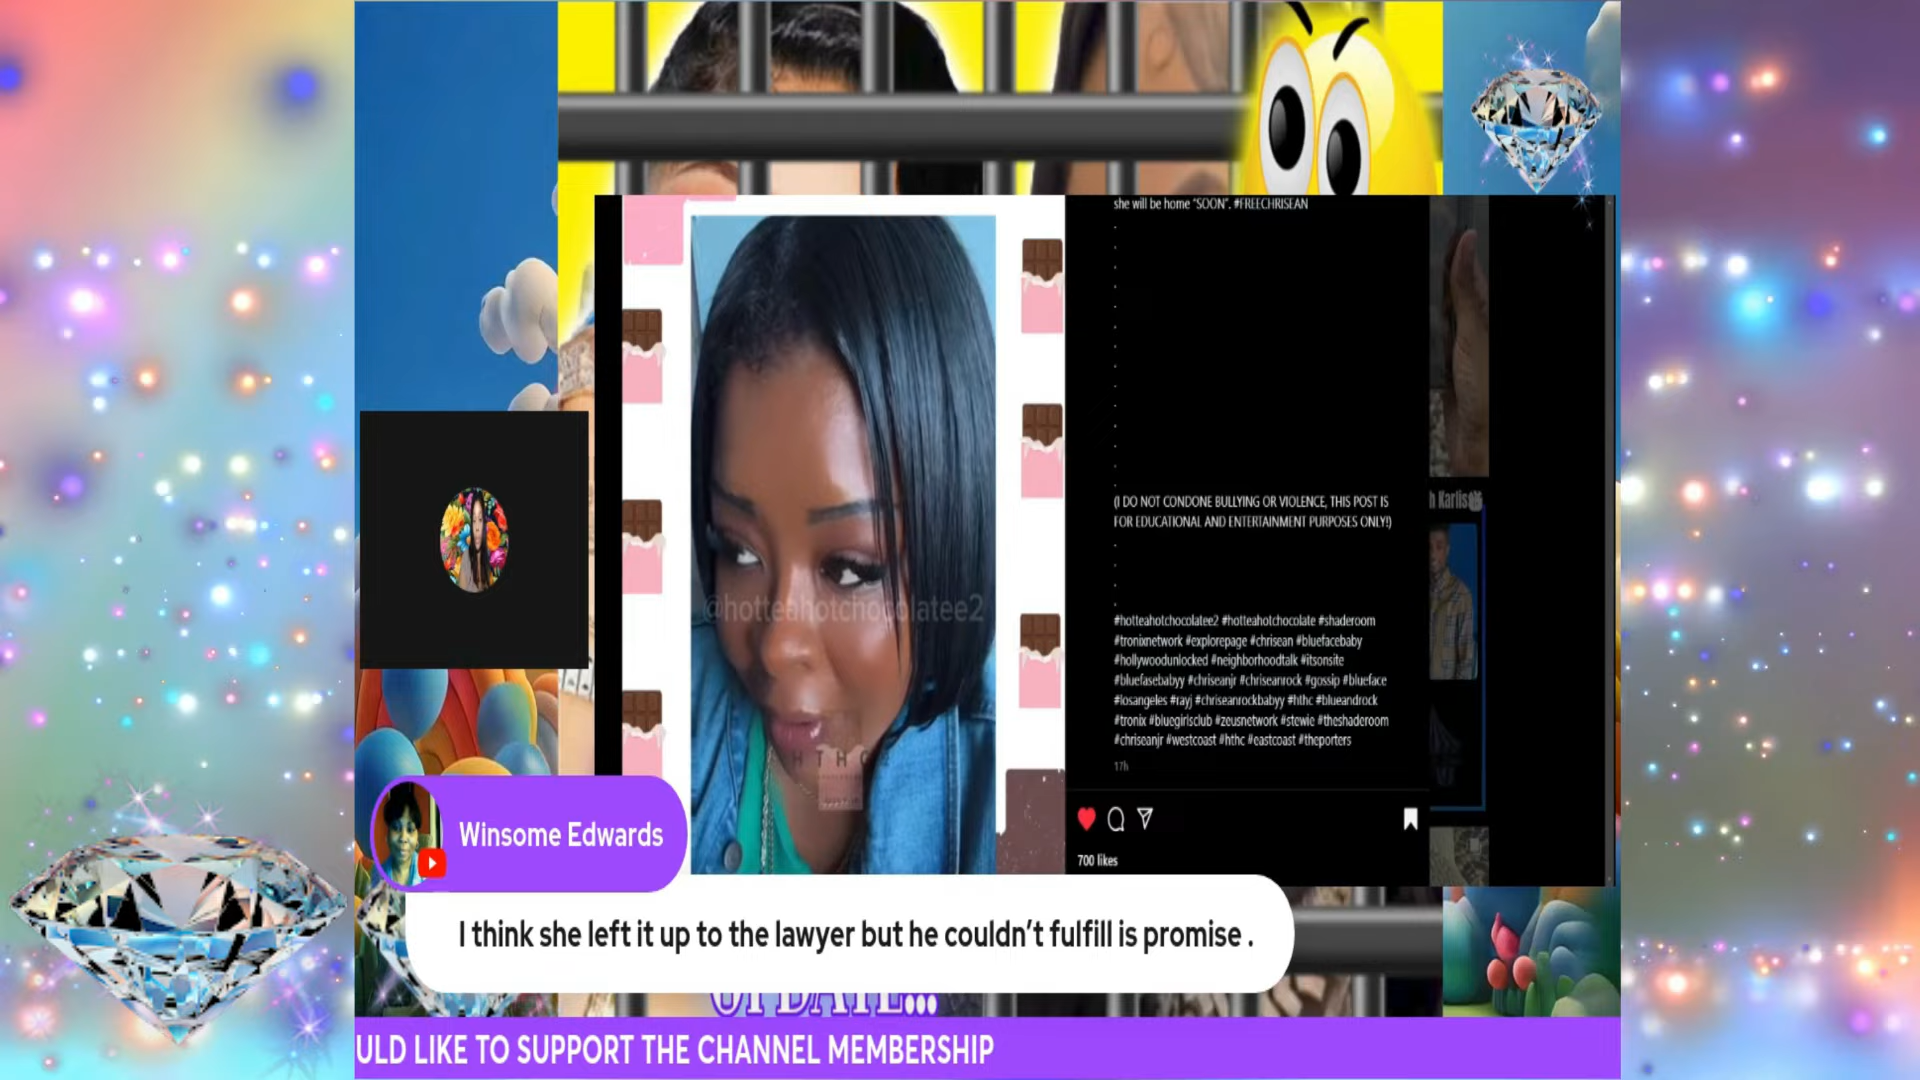 she will be home "SOON". #FREECHRISEAN
(I DO NOT CONDONE BULLYING OR VIOLENCE, THIS POST IS
FOR EDUCATIONAL AND ENTERTAINMENT PURPOSES ONLY!)
h Karlis
@hotteahotchocolatee2
#hotteahotchocolatee2 #hotteahotchocolate #shaderoom
#tronixnetwork #explorepage #chrisean #bluefacebaby
#hollywoodunlocked #neighborhoodtalk #itsonsite
#bluefasebabyy #chriseanjr #chriseanrock #gossip #blueface
#losangeles #rayj #chriseanrockbabyy #hthc #blueandrock
#tronix #bluegirlsclub #zeusnetwork #stewie #theshaderoom
#chriseanjr #westcoast #hthc #eastcoast #theporters
HTHC
17h
700 likes
Winsome Edwards
I think she left it up to the lawyer but he couldn't fulfill is promise .
UPDATE...
ULD LIKE TO SUPPORT THE CHANNEL MEMBERSHIP